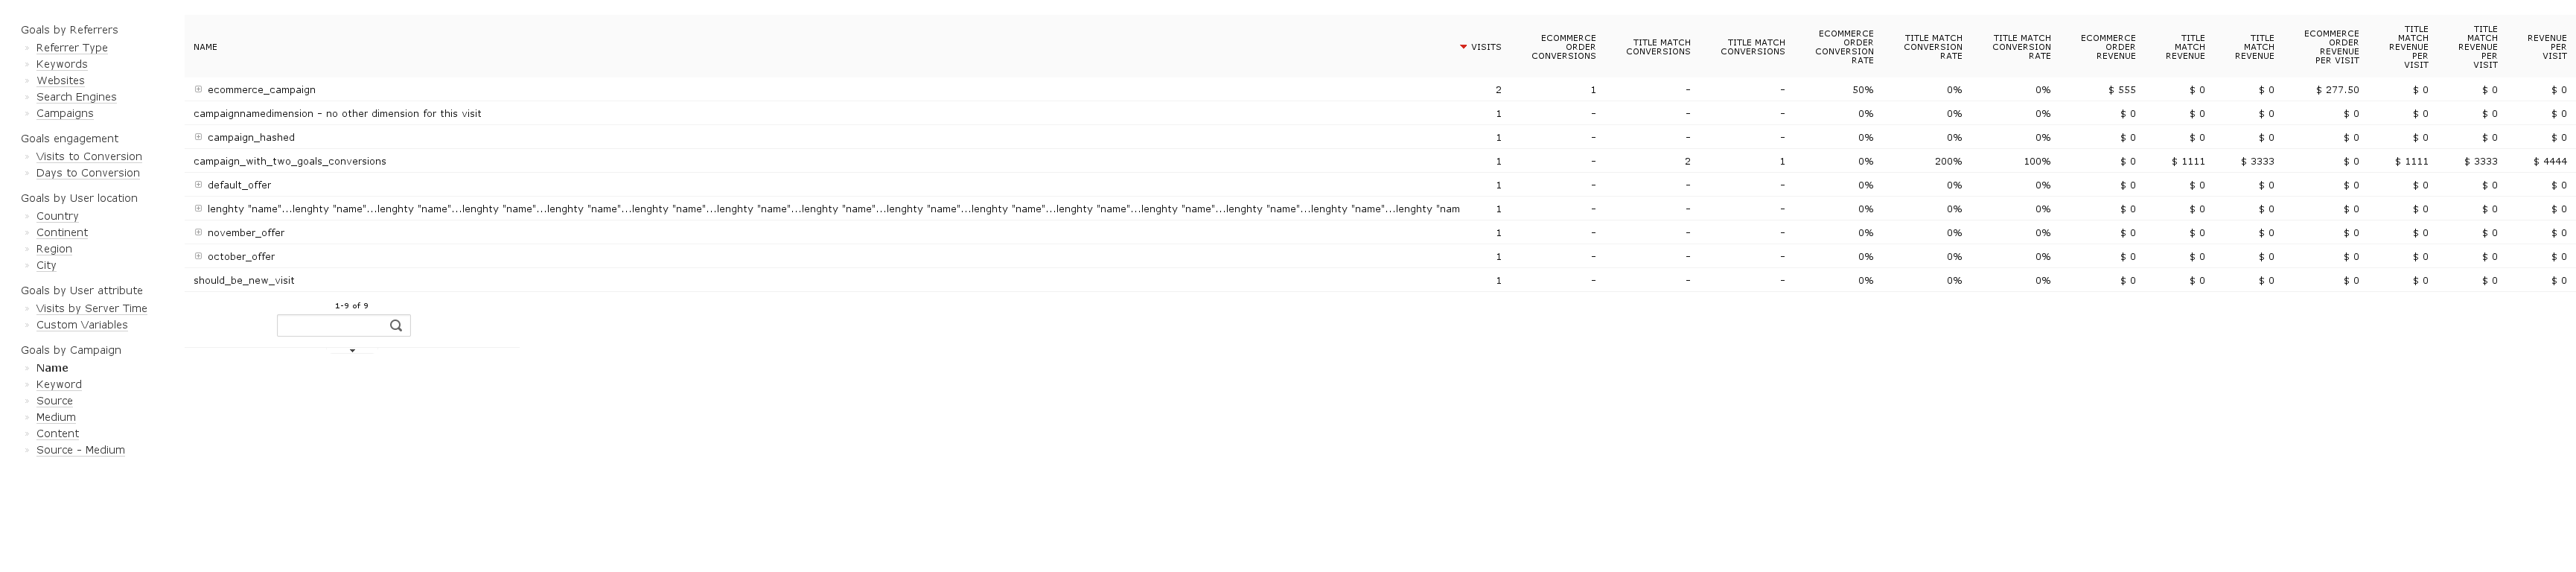 Goals by Referrers
» Referrer Type
» Keywords
» Websites
» Search Engines
» Campaigns
Goals engagement
» Visits to Conversion
» Days to Conversion
Goals by User location
» Country
» Continent
» Region
» City
Goals by User attribute
» Visits by Server Time
» Custom Variables
Goals by Campaign
» Name
» Keyword
» Source
» Medium
» Content
» Source - Medium
NAME VISITS ECOMMERCE ORDER CONVERSIONS TITLE MATCH CONVERSIONS TITLE MATCH CONVERSIONS ECOMMERCE ORDER CONVERSION RATE TITLE MATCH CONVERSION RATE TITLE MATCH CONVERSION RATE ECOMMERCE ORDER REVENUE TITLE MATCH REVENUE TITLE MATCH REVENUE ECOMMERCE ORDER REVENUE PER VISIT TITLE MATCH REVENUE PER VISIT TITLE MATCH REVENUE PER VISIT REVENUE PER VISIT
ecommerce_campaign 2 1 - - 50% 0% 0% $ 555 $ 0 $ 0 $ 277.50 $ 0 $ 0 $ 0
campaignnamedimension - no other dimension for this visit 1 - - - 0% 0% 0% $ 0 $ 0 $ 0 $ 0 $ 0 $ 0 $ 0
campaign_hashed 1 - - - 0% 0% 0% $ 0 $ 0 $ 0 $ 0 $ 0 $ 0 $ 0
campaign_with_two_goals_conversions 1 - 2 1 0% 200% 100% $ 0 $ 1111 $ 3333 $ 0 $ 1111 $ 3333 $ 4444
default_offer 1 - - - 0% 0% 0% $ 0 $ 0 $ 0 $ 0 $ 0 $ 0 $ 0
lenghty "name"...lenghty "name"...lenghty "name"...lenghty "name"...lenghty "name"...lenghty "name"...lenghty "name"...lenghty "name"...lenghty "name"...lenghty "name"...lenghty "name"...lenghty "name"...lenghty "name"...lenghty "name"...lenghty "nam 1 - - - 0% 0% 0% $ 0 $ 0 $ 0 $ 0 $ 0 $ 0 $ 0
november_offer 1 - - - 0% 0% 0% $ 0 $ 0 $ 0 $ 0 $ 0 $ 0 $ 0
october_offer 1 - - - 0% 0% 0% $ 0 $ 0 $ 0 $ 0 $ 0 $ 0 $ 0
should_be_new_visit 1 - - - 0% 0% 0% $ 0 $ 0 $ 0 $ 0 $ 0 $ 0 $ 0
1-9 of 9